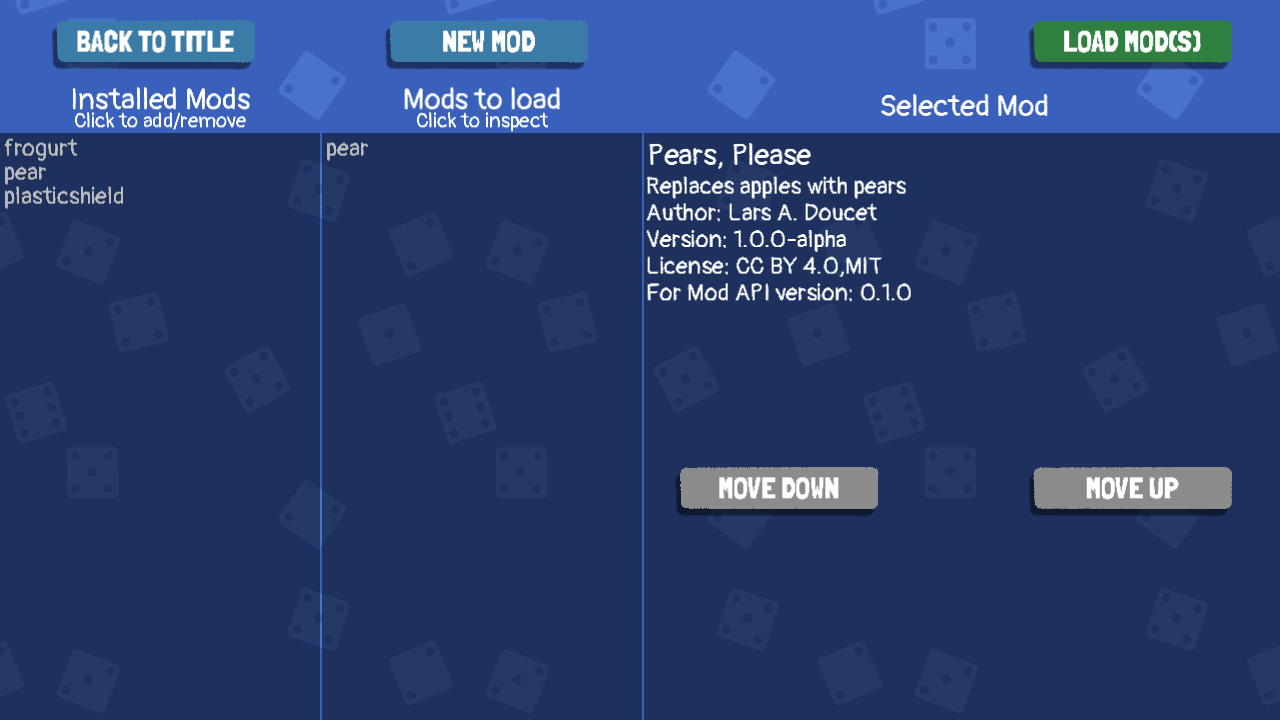 BACK TO TITLE
NEW MOD
LOAD MOD(S)
Installed Mods
Click to add/remove
Mods to load
Click to inspect
Selected Mod
frogurt
pear
plasticshield
pear
Pears, Please
Replaces apples with pears
Author: Lars A. Doucet
Version: 1.0.0-alpha
License: CC BY 4.0,MIT
For Mod API version: 0.1.0
MOVE DOWN
MOVE UP